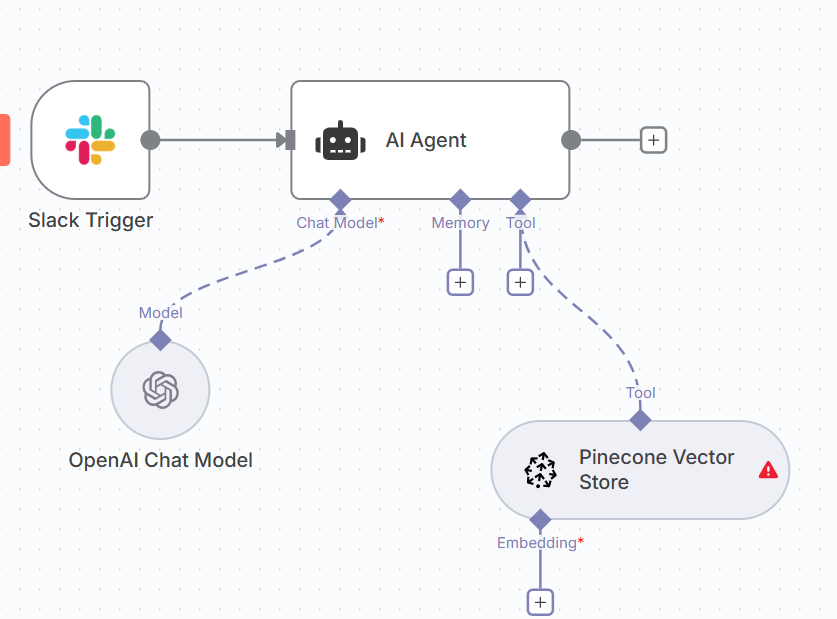 AI Agent
Slack Trigger
Chat Model*
Memory
Tool
Model
Tool
OpenAI Chat Model
Pinecone Vector
Store
Embedding*